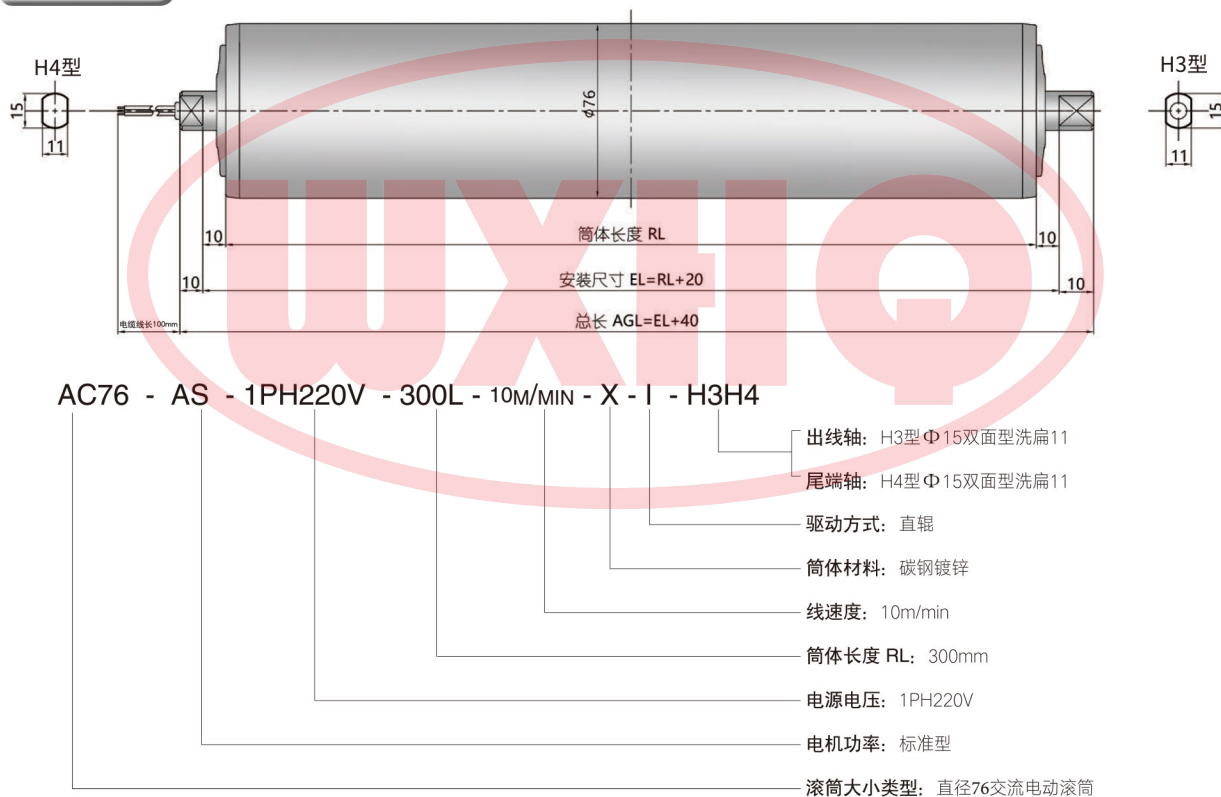 H4型
15
11
φ76
H3型
15
11
10
筒体长度 RL
10
10
安装尺寸 EL=RL+20
10
电缆线长100mm
总长 AGL=EL+40
WXHQ
AC76 - AS - 1PH220V - 300L - 10M/MIN - X - I - H3H4
出线轴：H3型Φ15双面型洗扁11
尾端轴：H4型Φ15双面型洗扁11
驱动方式：直辊
筒体材料：碳钢镀锌
线速度：10m/min
筒体长度 RL：300mm
电源电压：1PH220V
电机功率：标准型
滚筒大小类型：直径76交流电动滚筒